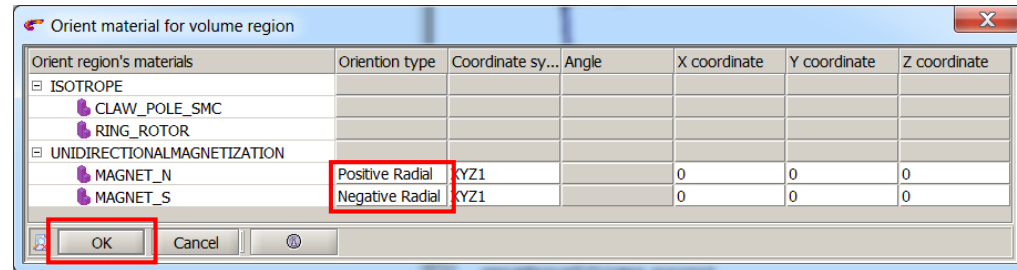 Orient material for volume region
Orient region's materials Oriention type Coordinate sy... Angle X coordinate Y coordinate Z coordinate
ISOTROPE
CLAW_POLE_SMC
RING_ROTOR
UNIDIRECTIONALMAGNETIZATION
MAGNET_N Positive Radial XYZ1 0 0 0
MAGNET_S Negative Radial XYZ1 0 0 0
OK Cancel